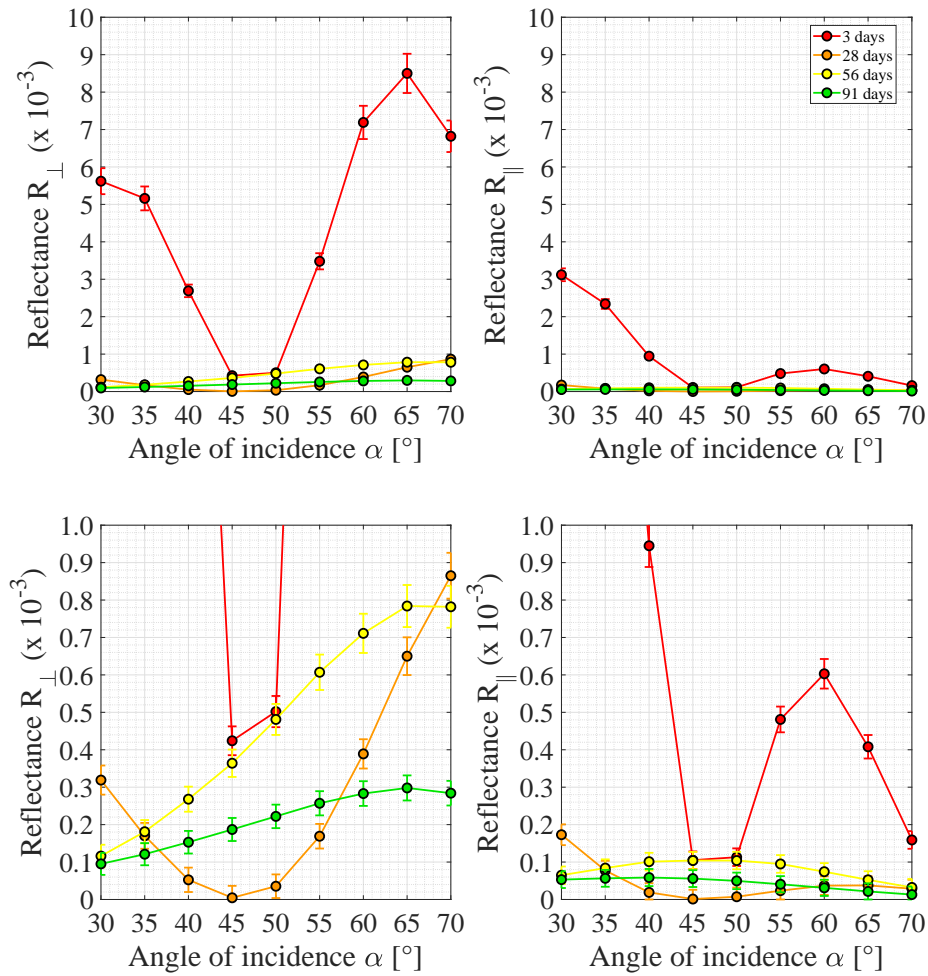 10
9
8
7
6
5
4
3
2
1
0
Reflectance R⊥ (x 10⁻³)
30 35 40 45 50 55 60 65 70
Angle of incidence α [°]
10
9
8
7
6
5
4
3
2
1
0
Reflectance R∥ (x 10⁻³)
3 days
28 days
56 days
91 days
30 35 40 45 50 55 60 65 70
Angle of incidence α [°]
1.0
0.9
0.8
0.7
0.6
0.5
0.4
0.3
0.2
0.1
0
Reflectance R⊥ (x 10⁻³)
30 35 40 45 50 55 60 65 70
Angle of incidence α [°]
1.0
0.9
0.8
0.7
0.6
0.5
0.4
0.3
0.2
0.1
0
Reflectance R∥ (x 10⁻³)
30 35 40 45 50 55 60 65 70
Angle of incidence α [°]